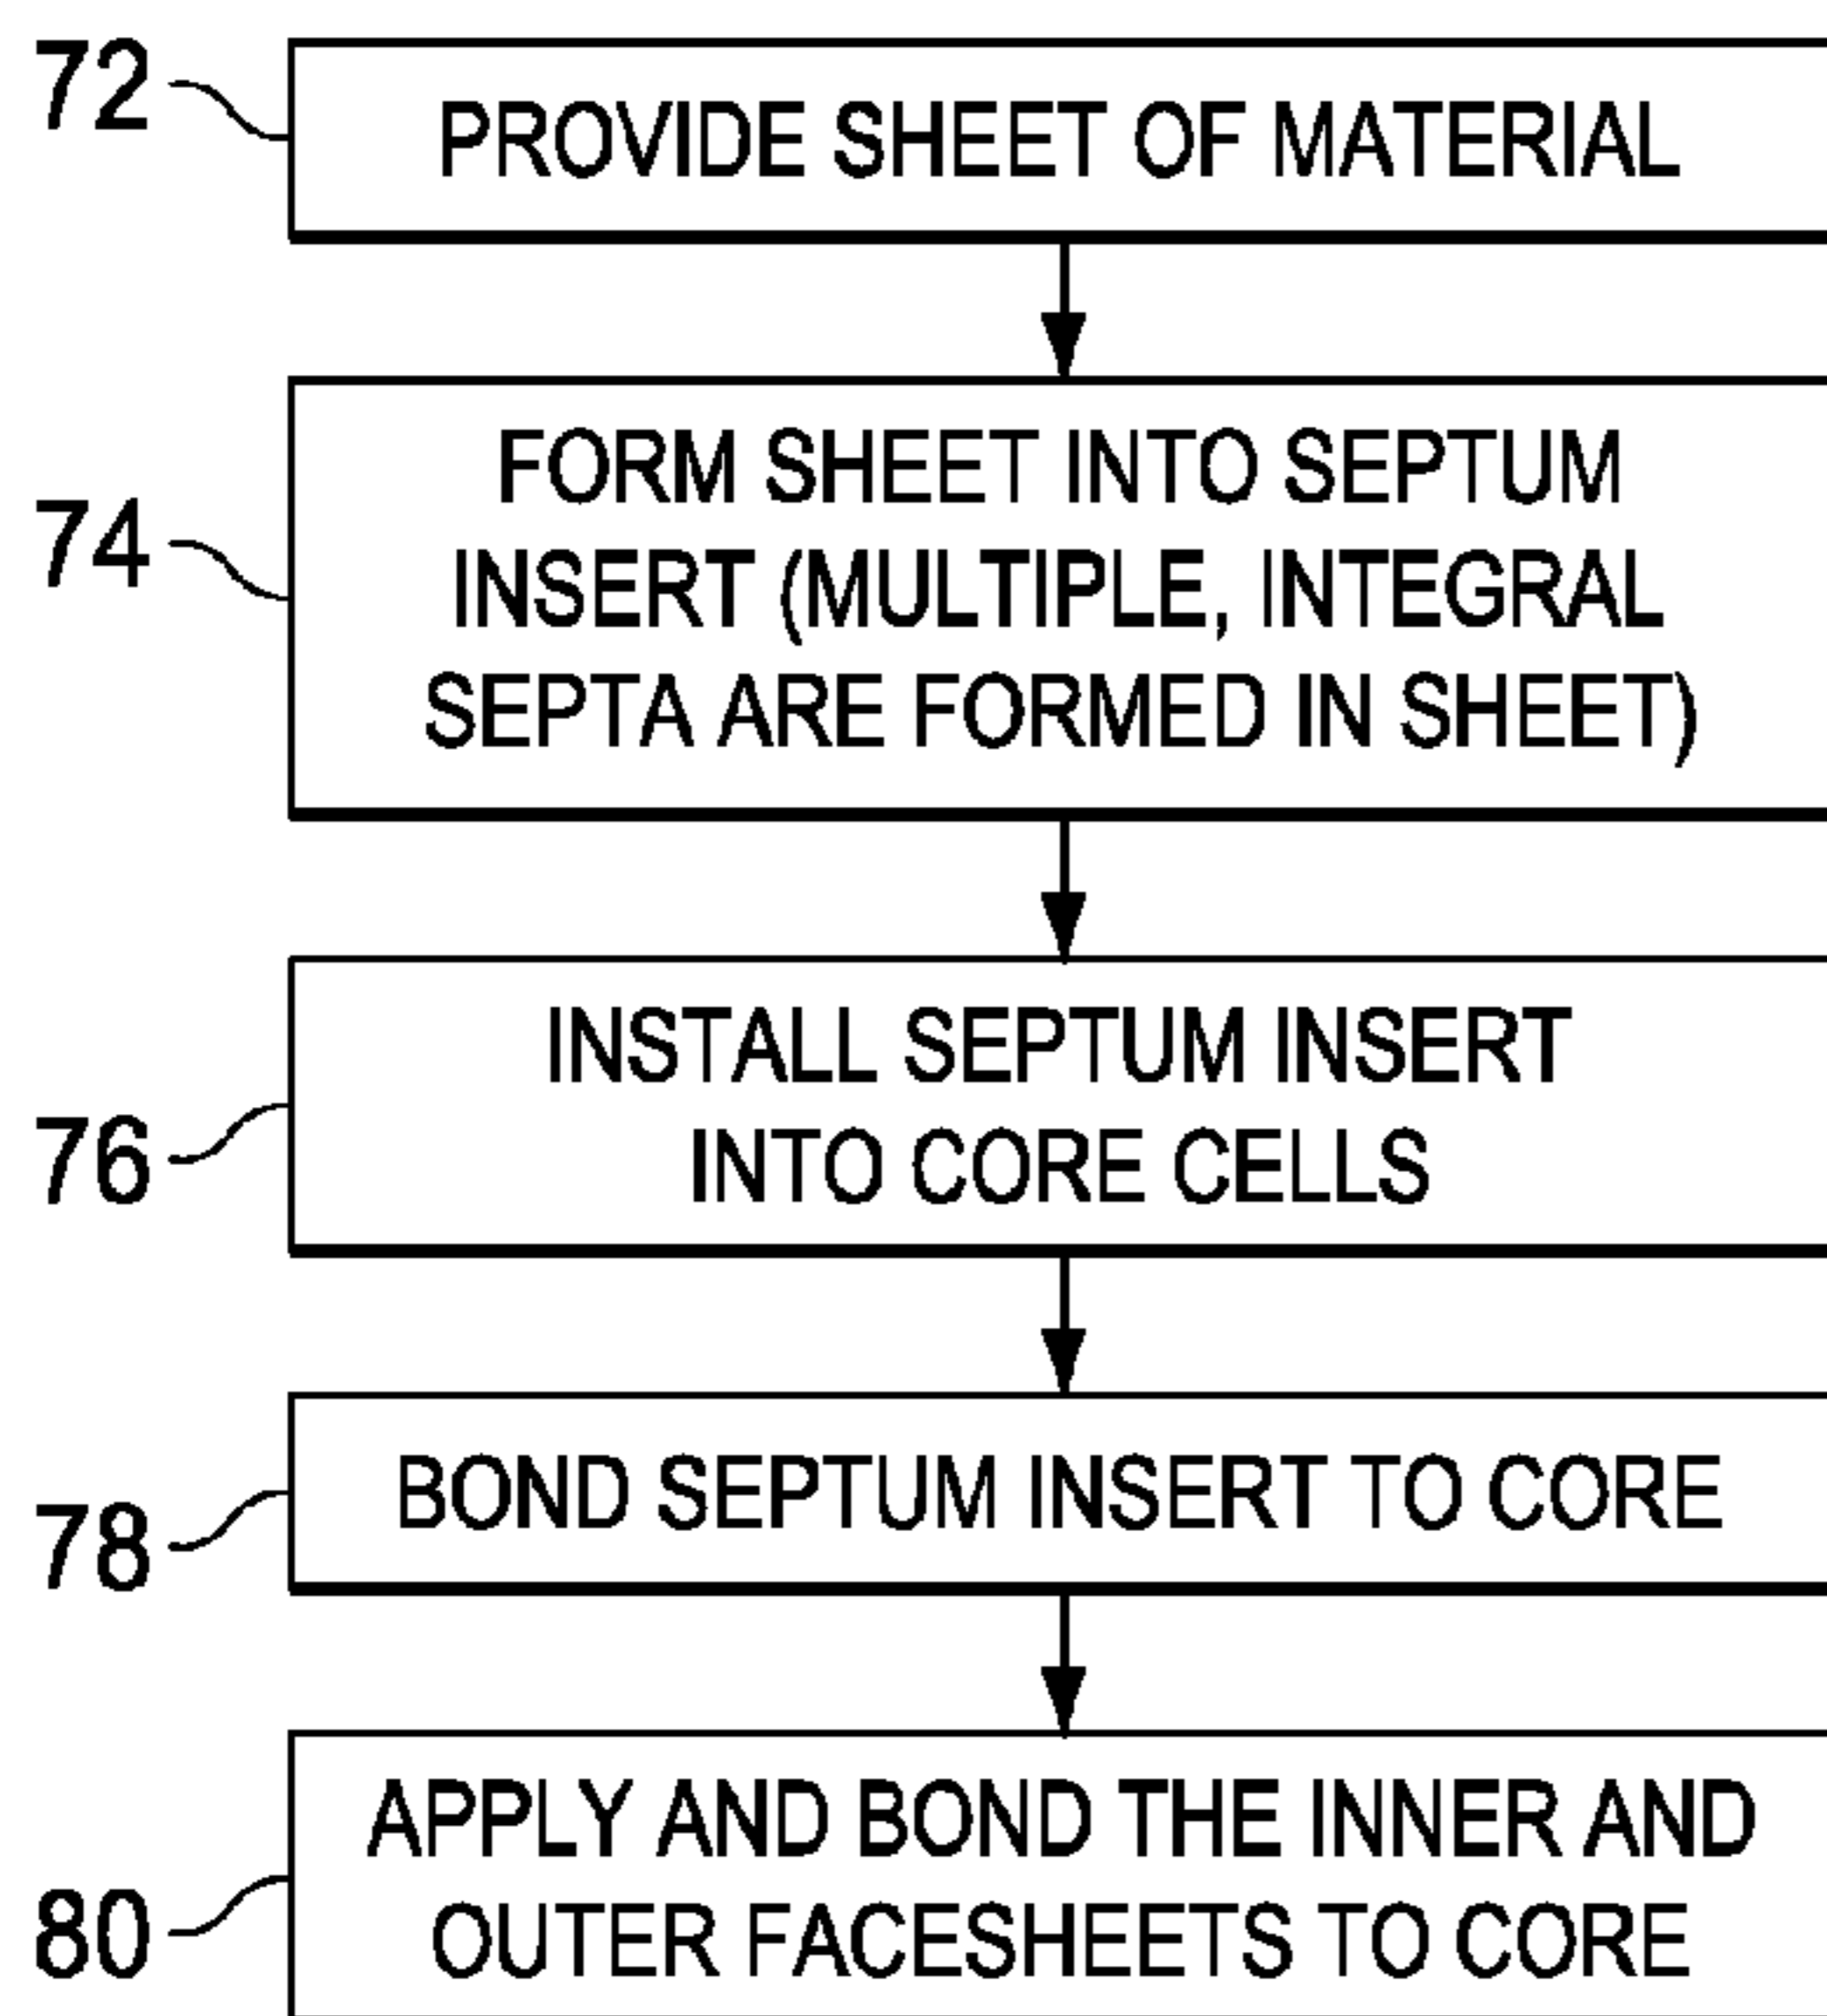 72
PROVIDE SHEET OF MATERIAL
74
FORM SHEET INTO SEPTUM
INSERT (MULTIPLE, INTEGRAL
SEPTA ARE FORMED IN SHEET)
76
INSTALL SEPTUM INSERT
INTO CORE CELLS
78
BOND SEPTUM INSERT TO CORE
80
APPLY AND BOND THE INNER AND
OUTER FACESHEETS TO CORE